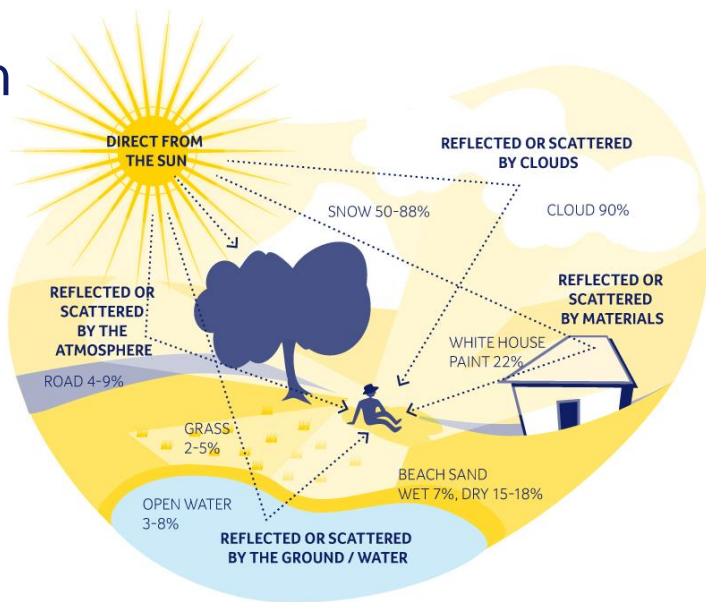 n
DIRECT FROM
THE SUN
REFLECTED OR SCATTERED
BY CLOUDS
SNOW 50-88%
CLOUD 90%
REFLECTED OR
SCATTERED
BY THE
ATMOSPHERE
REFLECTED OR
SCATTERED
BY MATERIALS
WHITE HOUSE
PAINT 22%
ROAD 4-9%
GRASS
2-5%
BEACH SAND
WET 7%, DRY 15-18%
OPEN WATER
3-8%
REFLECTED OR SCATTERED
BY THE GROUND / WATER